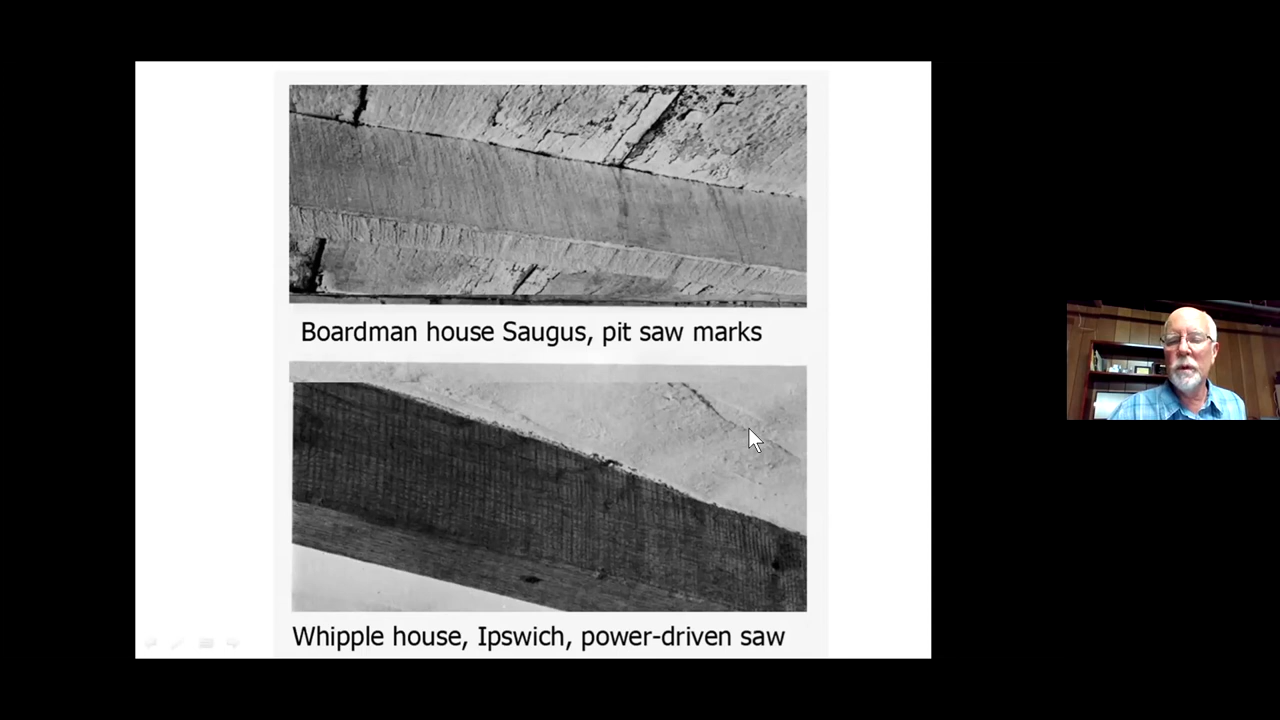 Boardman house Saugus, pit saw marks
Whipple house, Ipswich, power-driven saw